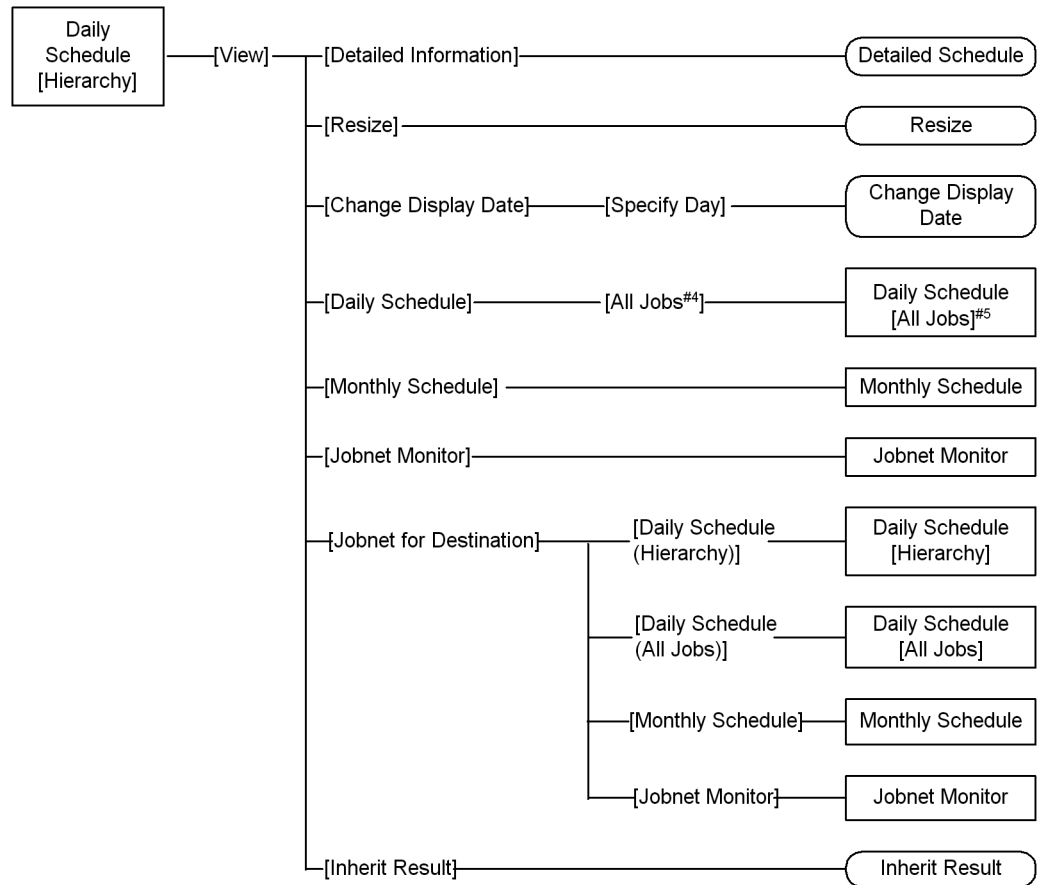 Daily
Schedule
[Hierarchy]
[View]
[Detailed Information]
Detailed Schedule
[Resize]
Resize
[Change Display Date]
[Specify Day]
Change Display
Date
[Daily Schedule]
[All Jobs#4]
Daily Schedule
[All Jobs]#5
[Monthly Schedule]
Monthly Schedule
[Jobnet Monitor]
Jobnet Monitor
[Jobnet for Destination]
[Daily Schedule
(Hierarchy)]
Daily Schedule
[Hierarchy]
[Daily Schedule
(All Jobs)]
Daily Schedule
[All Jobs]
[Monthly Schedule]
Monthly Schedule
[Jobnet Monitor]
Jobnet Monitor
[Inherit Result]
Inherit Result